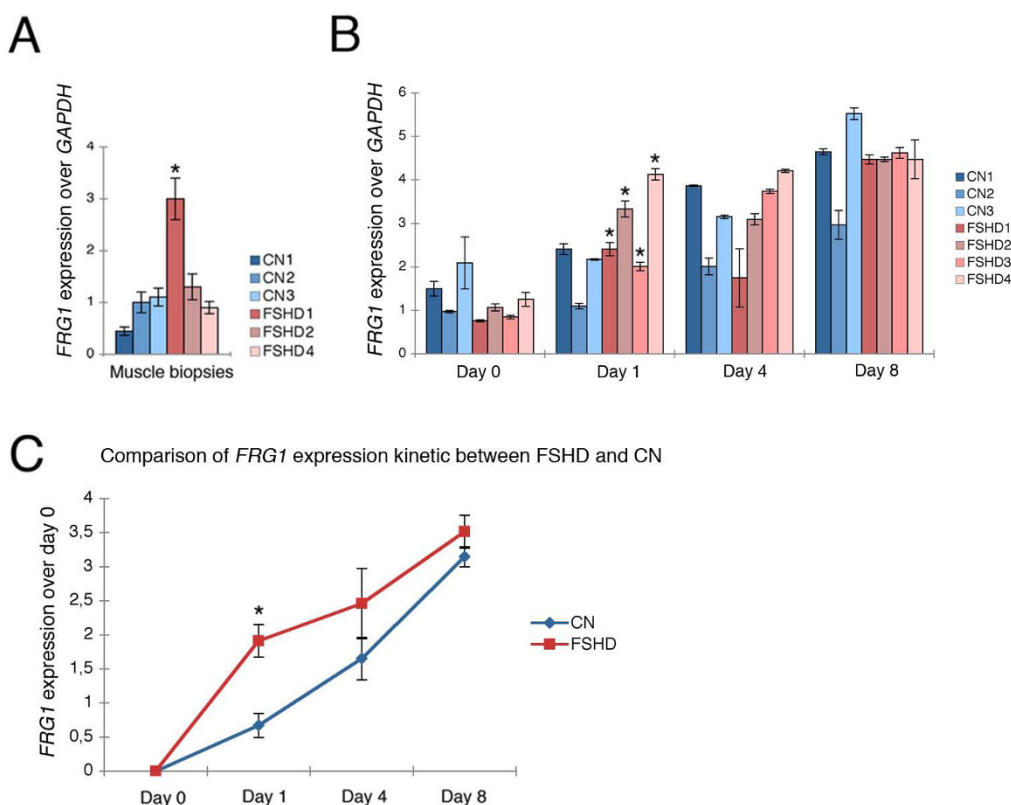 A
B
FRG1 expression over GAPDH
4
3
2
1
0
*
Muscle biopsies
CN1
CN2
CN3
FSHD1
FSHD2
FSHD4
FRG1 expression over GAPDH
6
5
4
3
2
1
0
* * * *
Day 0 Day 1 Day 4 Day 8
CN1
CN2
CN3
FSHD1
FSHD2
FSHD3
FSHD4
C
Comparison of FRG1 expression kinetic between FSHD and CN
FRG1 expression over day 0
4
3,5
3
2,5
2
1,5
1
0,5
0
*
Day 0 Day 1 Day 4 Day 8
CN
FSHD